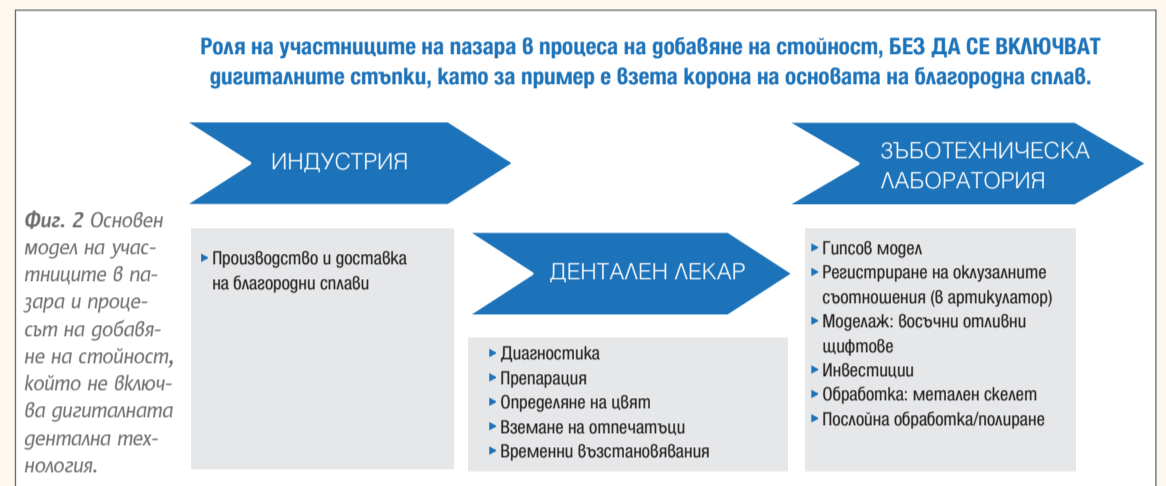 Роля на участниците на пазара в процеса на добавяне на стойност, БЕЗ ДА СЕ ВКЛЮЧВАТ
дигиталните стъпки, като за пример е взета корона на основата на благородна сплав.
ИНДУСТРИЯ
Производство и доставка
на благородни сплави
ДЕНТАЛЕН ЛЕКАР
Диагностика
Препарация
Определяне на цвят
Вземане на отпечатъци
Временни възстановявания
ЗЪБОТЕХНИЧЕСКА
ЛАБОРАТОРИЯ
Гипсов модел
Регистриране на оклузалните
съотношения (в артикулатор)
Моделаж: восъчни отливни
щифтове
Инвестиции
Обработка: метален скелет
Послойна обработка/полиране
Фиг. 2 Основен
модел на учас-
тниците в па-
зара и проце-
сът на добавя-
не на стойност,
който не включ-
ва дигиталната
дентална тех-
нология.